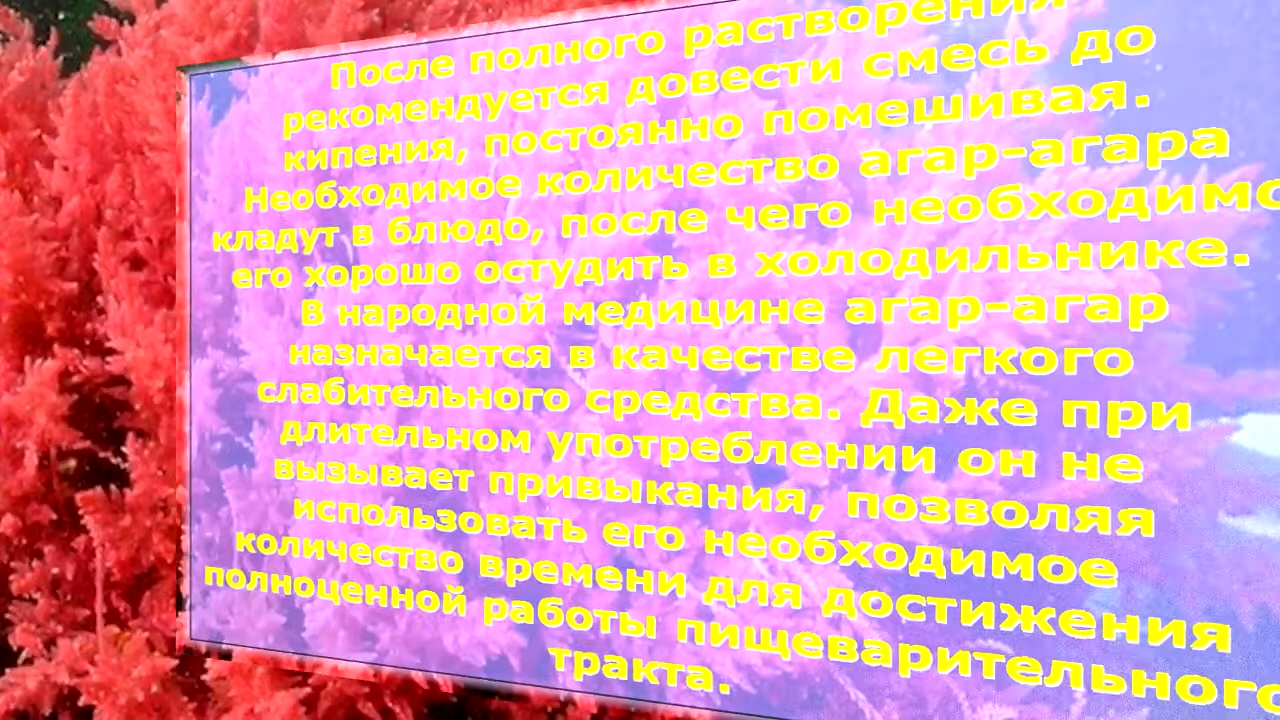 После полного растворения
рекомендуется довести смесь до
кипения, постоянно помешивая.
Необходимое количество агар-агара
кладут в блюдо, после чего необходимо
его хорошо остудить в холодильнике.
В народной медицине агар-агар
назначается в качестве легкого
слабительного средства. Даже при
длительном употреблении он не
вызывает привыкания, позволяя
использовать его необходимое
количество времени для достижения
полноценной работы пищеварительного
тракта.